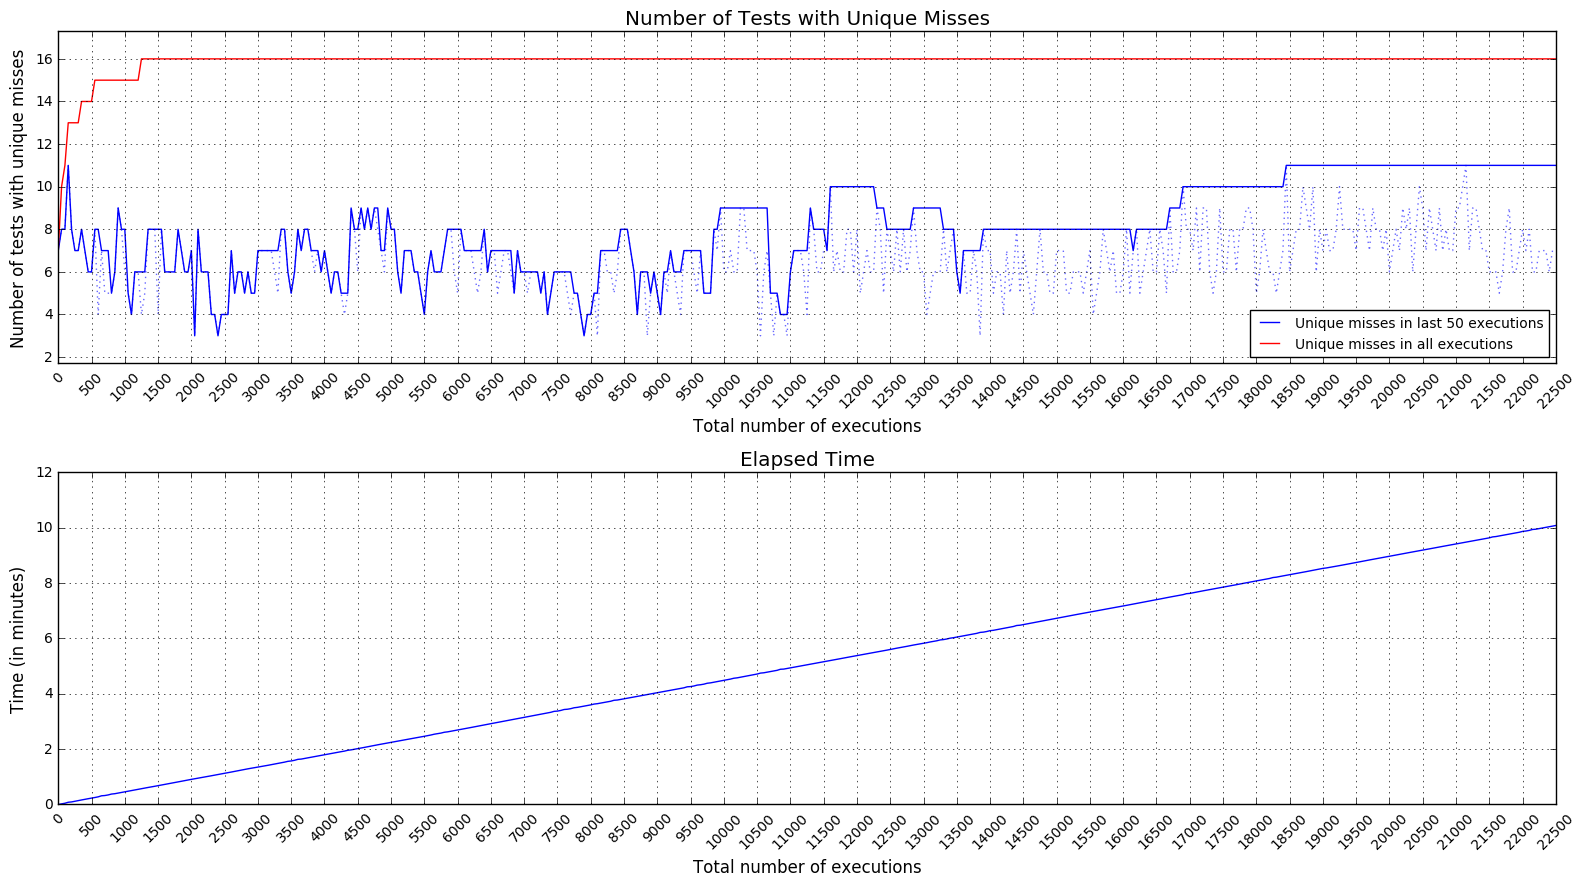 Number of Tests with Unique Misses
Number of tests with unique misses
16
14
12
10
8
6
4
2
Unique misses in last 50 executions
Unique misses in all executions
0 500 1000 1500 2000 2500 3000 3500 4000 4500 5000 5500 6000 6500 7000 7500 8000 8500 9000 9500 10000 10500 11000 11500 12000 12500 13000 13500 14000 14500 15000 15500 16000 16500 17000 17500 18000 18500 19000 19500 20000 20500 21000 21500 22000 22500
Total number of executions
Elapsed Time
Time (in minutes)
12
10
8
6
4
2
0
0 500 1000 1500 2000 2500 3000 3500 4000 4500 5000 5500 6000 6500 7000 7500 8000 8500 9000 9500 10000 10500 11000 11500 12000 12500 13000 13500 14000 14500 15000 15500 16000 16500 17000 17500 18000 18500 19000 19500 20000 20500 21000 21500 22000 22500
Total number of executions